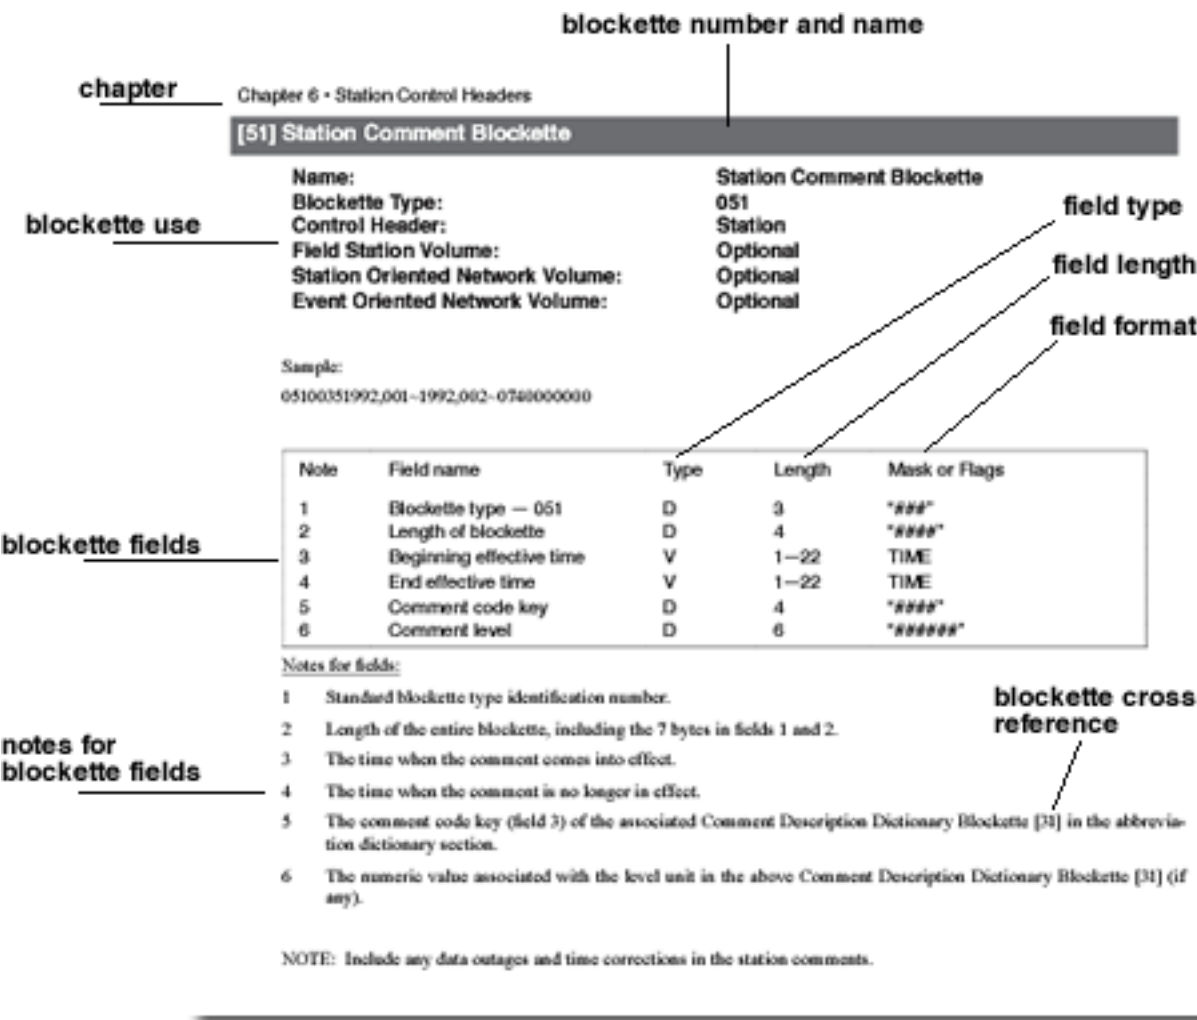 blockette number and name
chapter
Chapter 6 • Station Control Headers
[51] Station Comment Blockette
Name: Station Comment Blockette
Blockette Type: 051
field type
blockette use
Control Header: Station
Field Station Volume: Optional
field length
Station Oriented Network Volume: Optional
Event Oriented Network Volume: Optional
field format
Sample:
05100351992,001~1992,002~0740000000
Note Field name Type Length Mask or Flags
1 Blockette type — 051 D 3 "###"
2 Length of blockette D 4 "####"
blockette fields
3 Beginning effective time V 1—22 TIME
4 End effective time V 1—22 TIME
5 Comment code key D 4 "####"
6 Comment level D 6 "######"
Notes for fields:
1 Standard blockette type identification number.
blockette cross
reference
2 Length of the entire blockette, including the 7 bytes in fields 1 and 2.
notes for
blockette fields
3 The time when the comment comes into effect.
4 The time when the comment is no longer in effect.
5 The comment code key (field 3) of the associated Comment Description Dictionary Blockette [31] in the abbrevia-
tion dictionary section.
6 The numeric value associated with the level unit in the above Comment Description Dictionary Blockette [31] (if
any).
NOTE: Include any data outages and time corrections in the station comments.